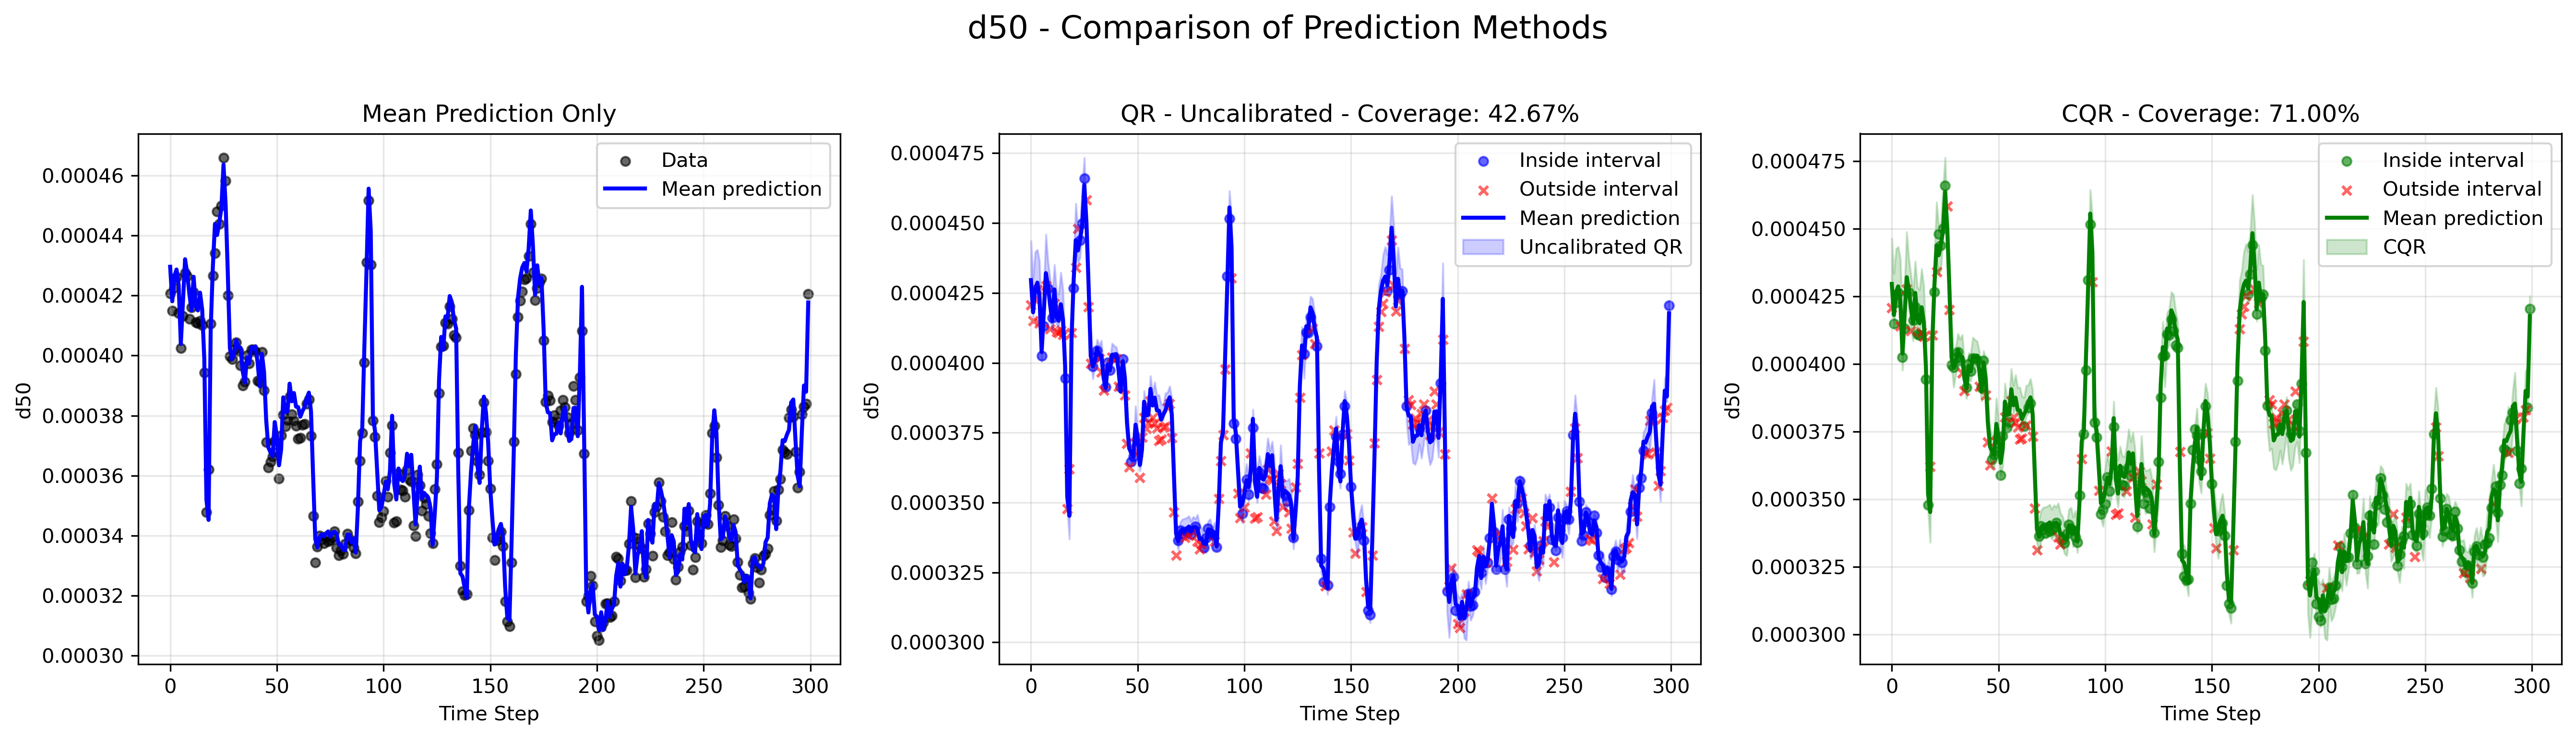 d50 - Comparison of Prediction Methods
Mean Prediction Only
d50
0.00046
0.00044
0.00042
0.00040
0.00038
0.00036
0.00034
0.00032
0.00030
Data
Mean prediction
0 50 100 150 200 250 300
Time Step
QR - Uncalibrated - Coverage: 42.67%
d50
0.000475
0.000450
0.000425
0.000400
0.000375
0.000350
0.000325
0.000300
Inside interval
Outside interval
Mean prediction
Uncalibrated QR
0 50 100 150 200 250 300
Time Step
CQR - Coverage: 71.00%
d50
0.000475
0.000450
0.000425
0.000400
0.000375
0.000350
0.000325
0.000300
Inside interval
Outside interval
Mean prediction
CQR
0 50 100 150 200 250 300
Time Step